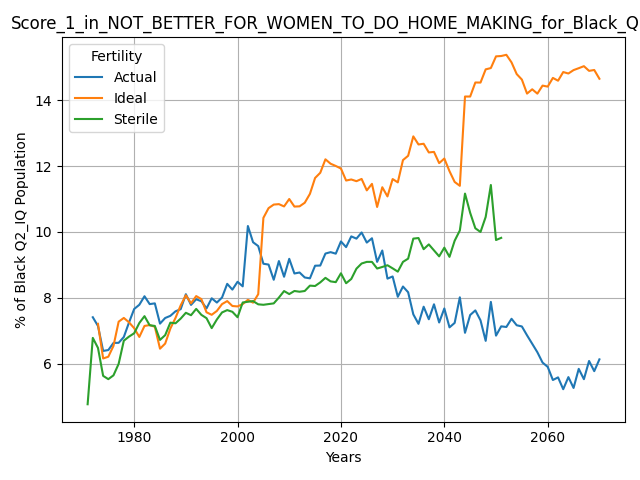 Score_1_in_NOT_BETTER_FOR_WOMEN_TO_DO_HOME_MAKING_for_Black_Q
Fertility
Actual
Ideal
Sterile
14
12
10
8
6
% of Black Q2_IQ Population
1980
2000
2020
2040
2060
Years